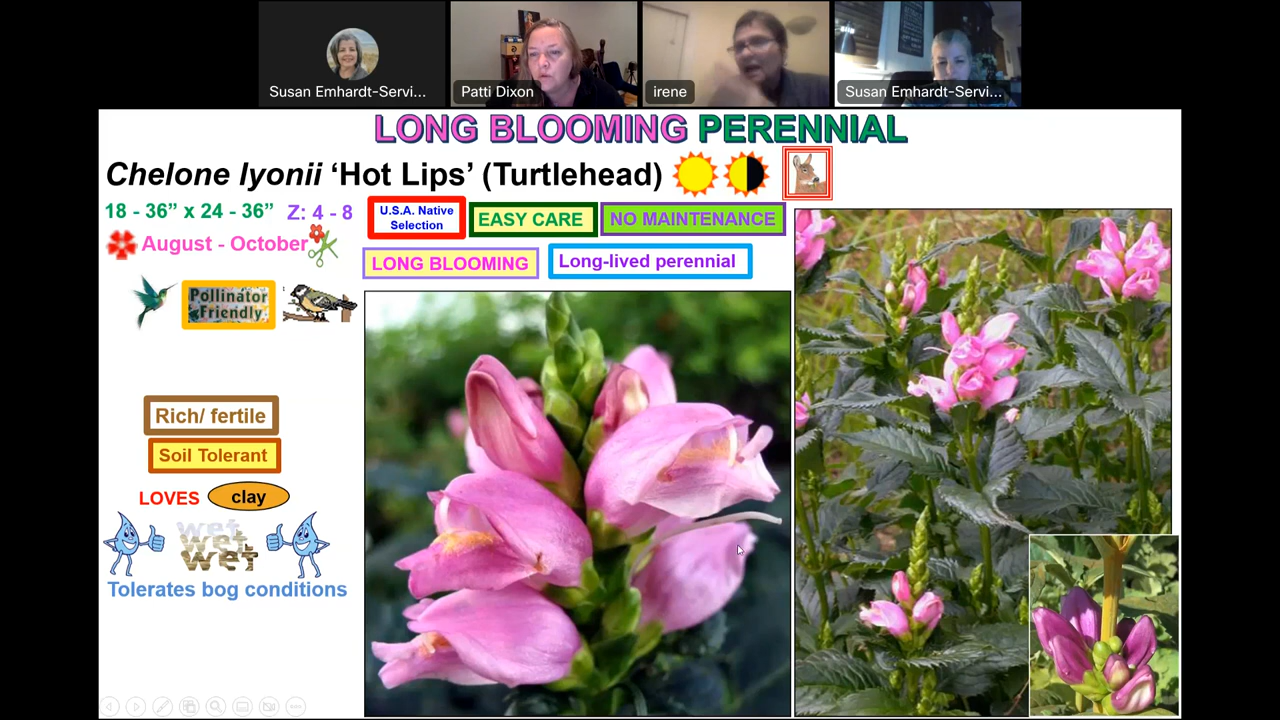 Susan Emhardt-Servi...
Patti Dixon
irene
Susan Emhardt-Servi...
LONG BLOOMING PERENNIAL
Chelone lyonii ‘Hot Lips’ (Turtlehead)
18 - 36” x 24 - 36” Z: 4 - 8
U.S.A. Native
Selection
EASY CARE
NO MAINTENANCE
August - October
LONG BLOOMING
Long-lived perennial
Pollinator
Friendly
Rich/ fertile
Soil Tolerant
LOVES clay
wet
wet
Tolerates bog conditions